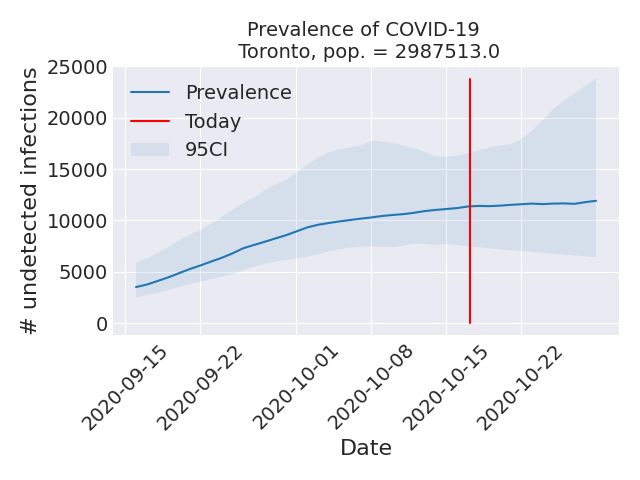 Prevalence of COVID-19
Toronto, pop. = 2987513.0
# undetected infections
25000
20000
15000
10000
5000
0
Prevalence
Today
95CI
2020-09-15
2020-09-22
2020-10-01
2020-10-08
2020-10-15
2020-10-22
Date